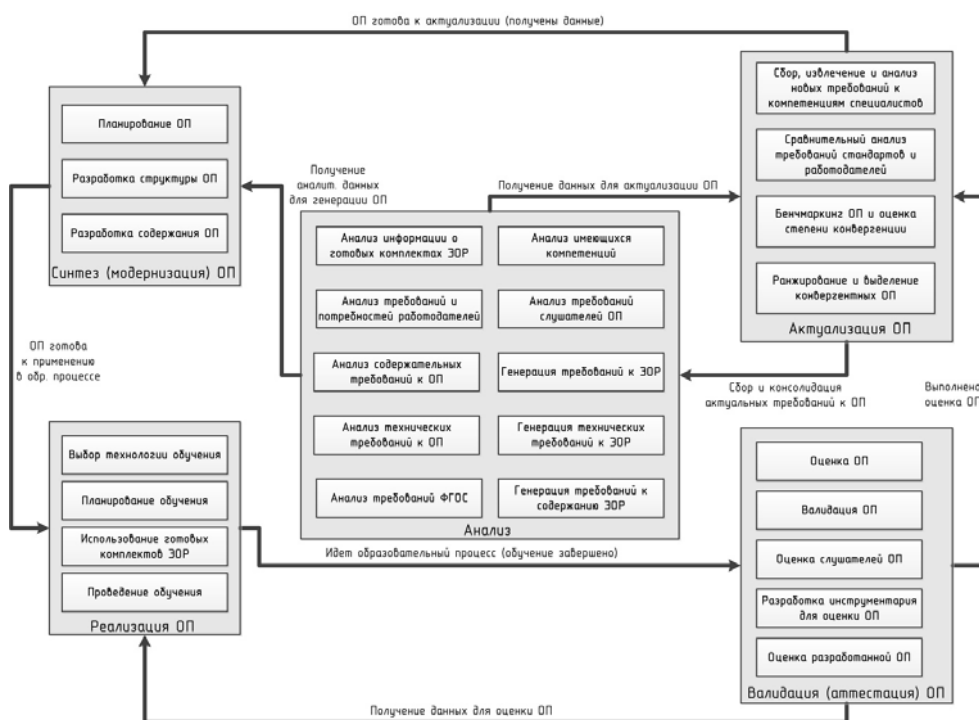 ОП готова к актуализации (получены данные)
Планирование ОП
Разработка структуры ОП
Разработка содержания ОП
Синтез (модернизация) ОП
Получение
аналит. данных
для генерации ОП
Получение данных для актуализации ОП
Сбор, извлечение и анализ
новых требований к
компетенциям специалистов
Сравнительный анализ
требований стандартов и
работодателей
Бенчмаркинг ОП и оценка
степени конвергенции
Ранжирование и выделение
конвергентных ОП
Актуализация ОП
Анализ информации о
готовых комплектах ЭОР
Анализ имеющихся
компетенций
Анализ требований и
потребностей работодателей
Анализ требований
слушателей ОП
Анализ содержательных
требований к ОП
Генерация требований к ЭОР
Анализ технических
требований к ОП
Генерация технических
требований к ЭОР
Анализ требований ФГОС
Генерация требований к
содержанию ЭОР
Анализ
ОП готова
к применению
в обр. процессе
Сбор и консолидация
актуальных требований к ОП
Выполнена
оценка ОП
Выбор технологии обучения
Планирование обучения
Использование готовых
комплектов ЭОР
Проведение обучения
Реализация ОП
Идет образовательный процесс (обучение завершено)
Оценка ОП
Валидация ОП
Оценка слушателей ОП
Разработка инструментария
для оценки ОП
Оценка разработанной ОП
Валидация (аттестация) ОП
Получение данных для оценки ОП